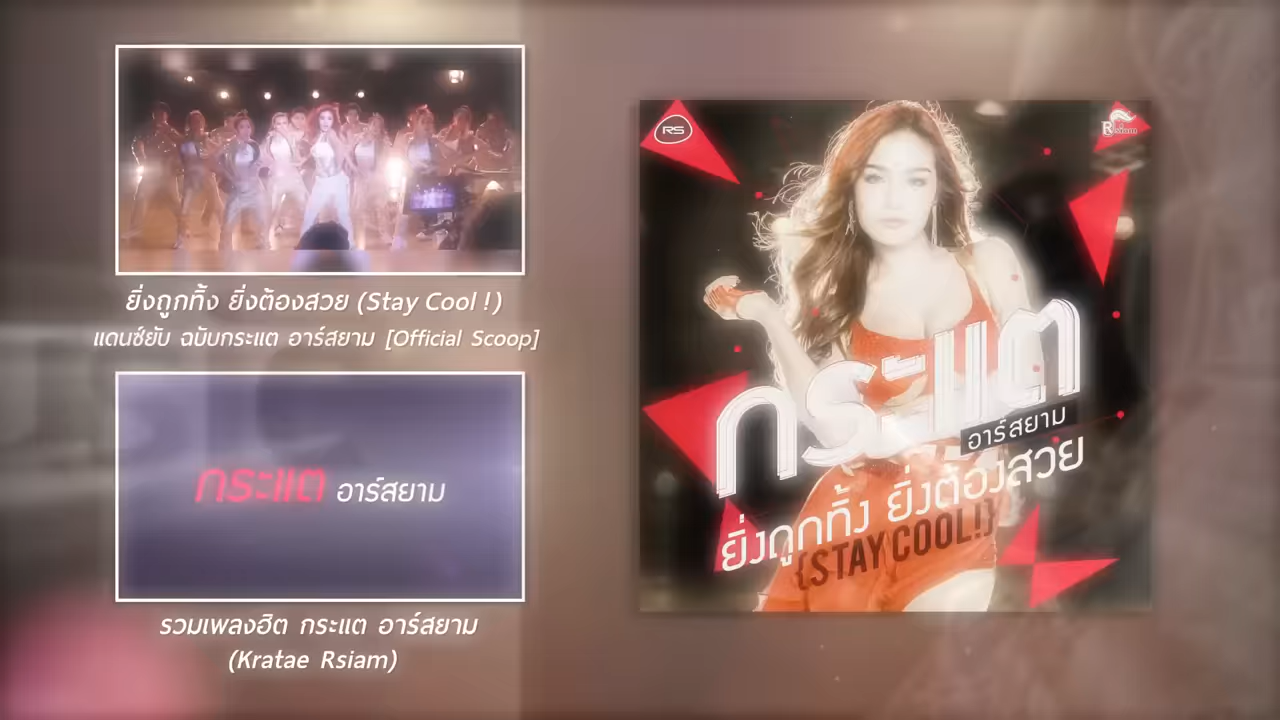 ยิ่งถูกทิ้ง ยิ่งต้องสวย (Stay Cool !)
แดนซ์ยับ ฉบับกระแต อาร์สยาม [Official Scoop]
กระแต อาร์สยาม
รวมเพลงฮิต กระแต อาร์สยาม
(Kratae Rsiam)
RS
Rsiam
กระแต
อาร์สยาม
ยิ่งถูกทิ้ง ยิ่งต้องสวย
{STAY COOL!}